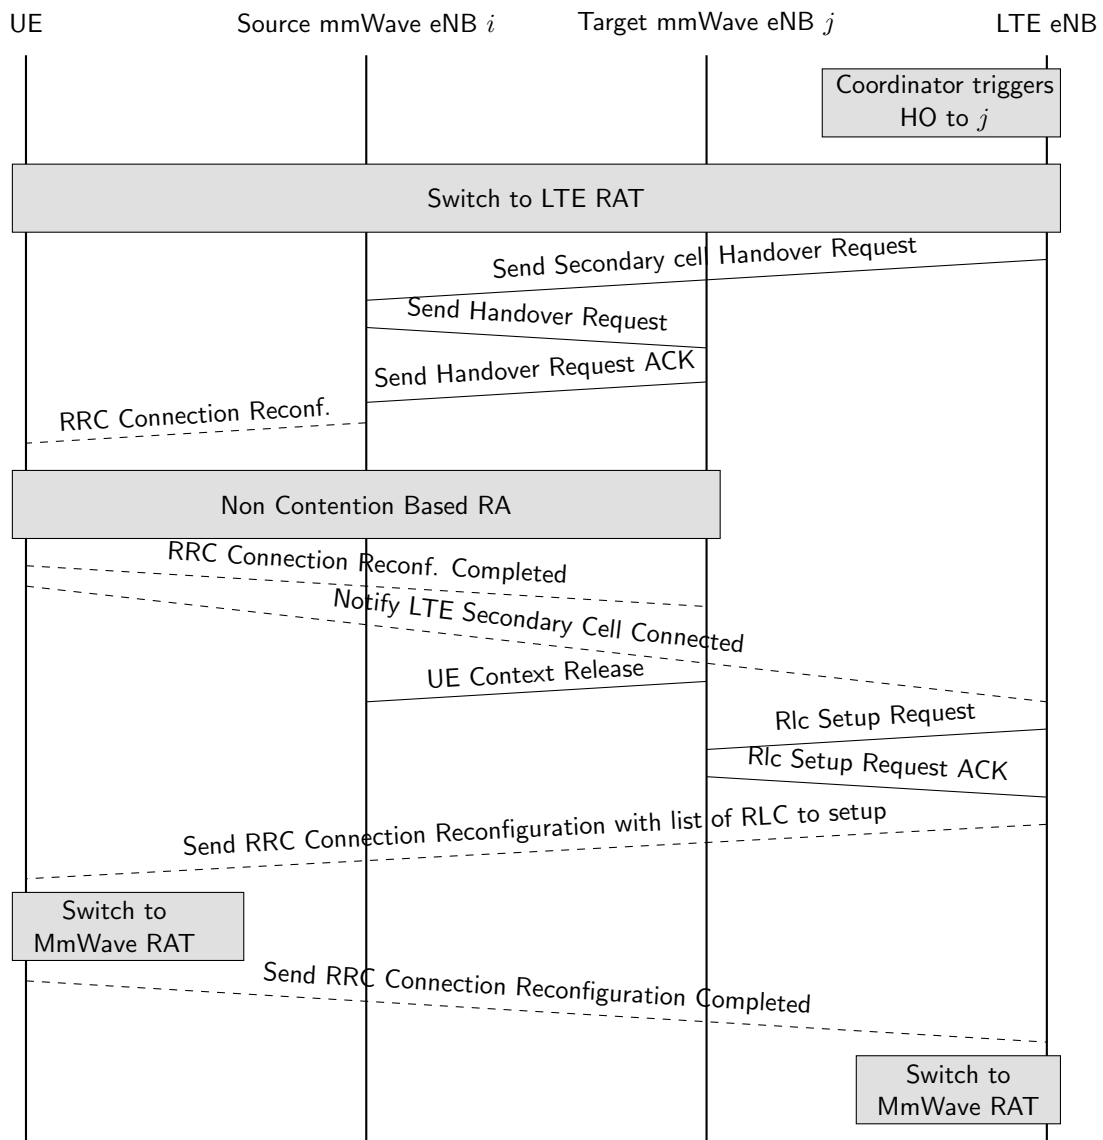 UE
Source mmWave eNB i
Target mmWave eNB j
LTE eNB
Coordinator triggers
HO to j
Switch to LTE RAT
Send Secondary cell Handover Request
Send Handover Request
Send Handover Request ACK
RRC Connection Reconf.
Non Contention Based RA
RRC Connection Reconf. Completed
Notify LTE Secondary Cell Connected
UE Context Release
Rlc Setup Request
Rlc Setup Request ACK
Send RRC Connection Reconfiguration with list of RLC to setup
Switch to
MmWave RAT
Send RRC Connection Reconfiguration Completed
Switch to
MmWave RAT